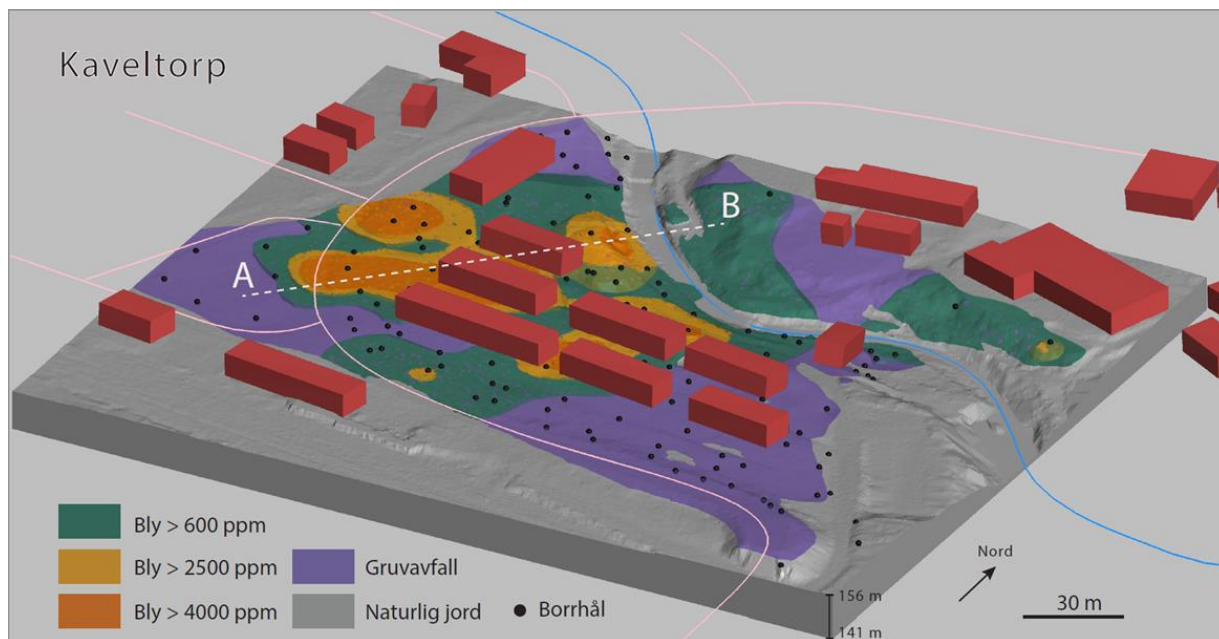 Kaveltorp
A
B
Bly > 600 ppm
Bly > 2500 ppm
Bly > 4000 ppm
Gruvavfall
Naturlig jord
Borrhål
Nord
156 m
141 m
30 m